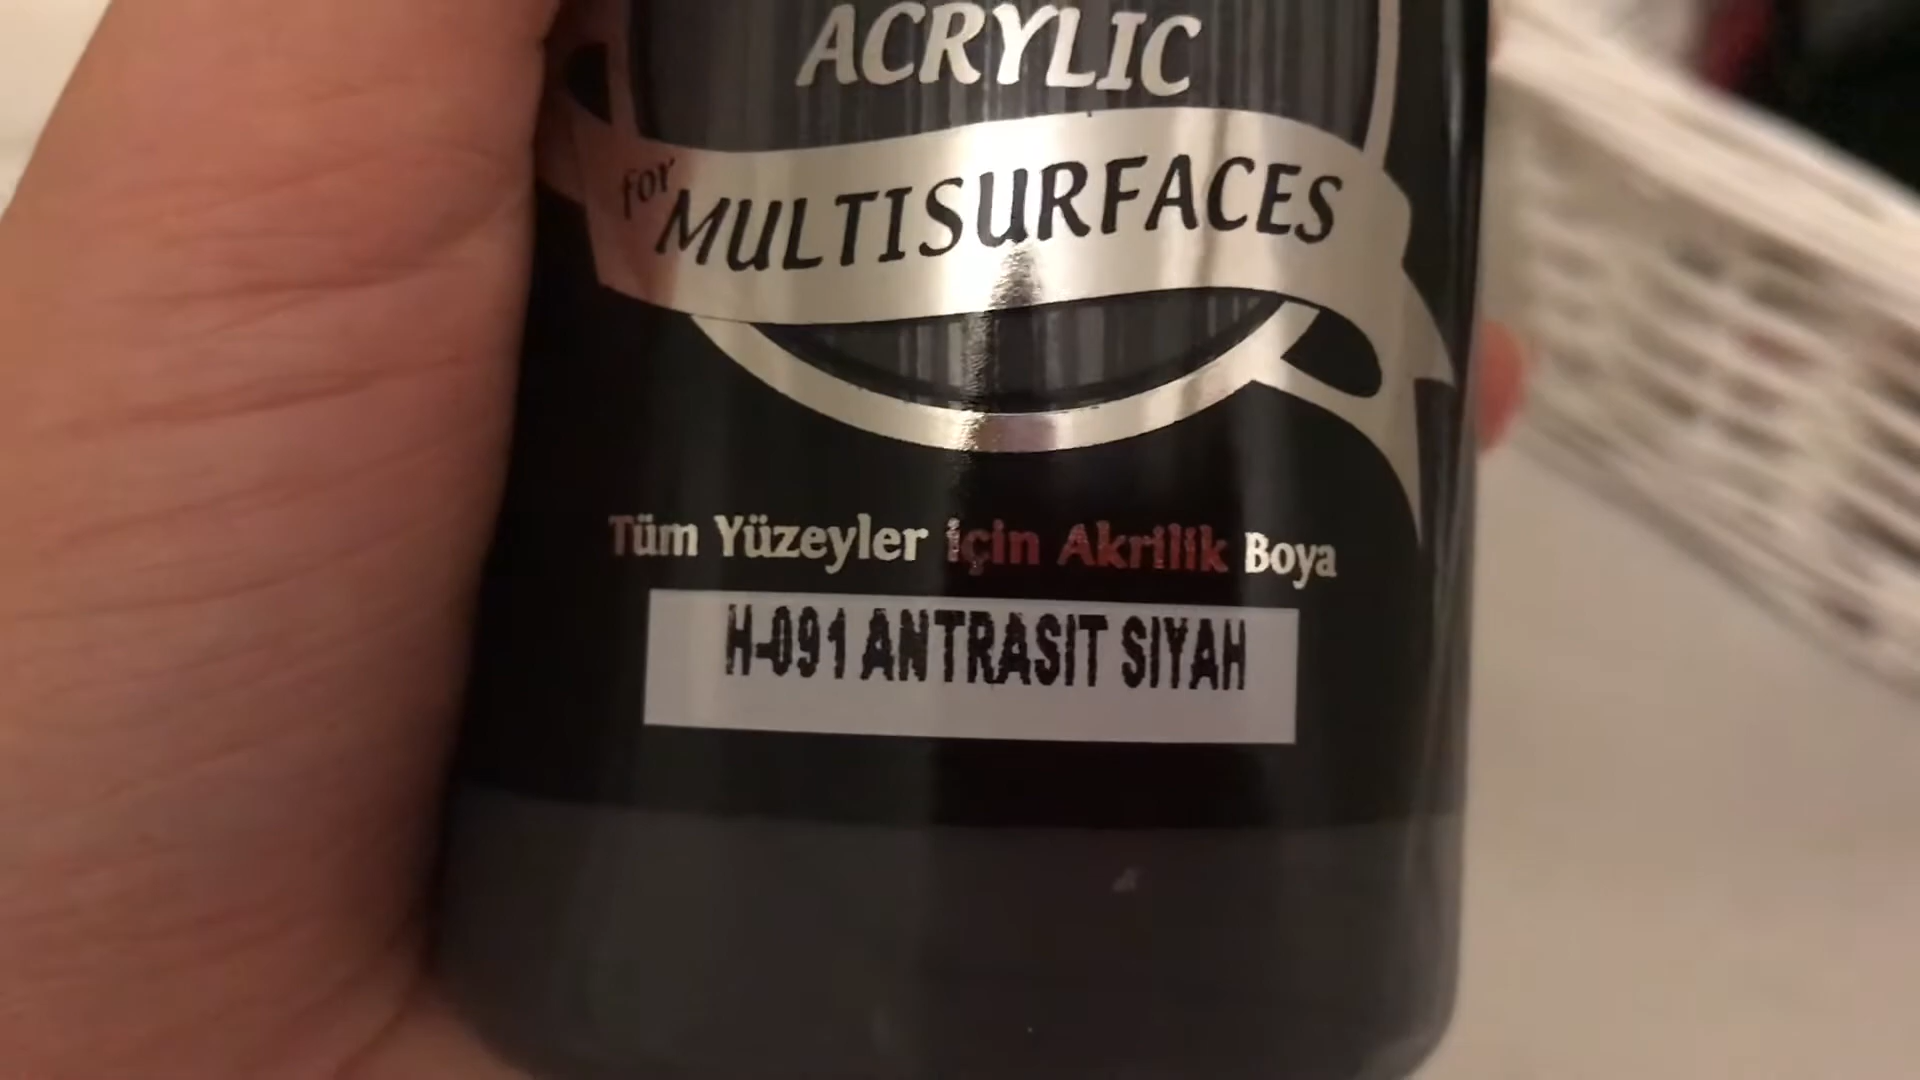 ACRYLIC
for MULTISURFACES
Tüm Yüzeyler için Akrilik Boya
H-091 ANTRASIT SIYAH